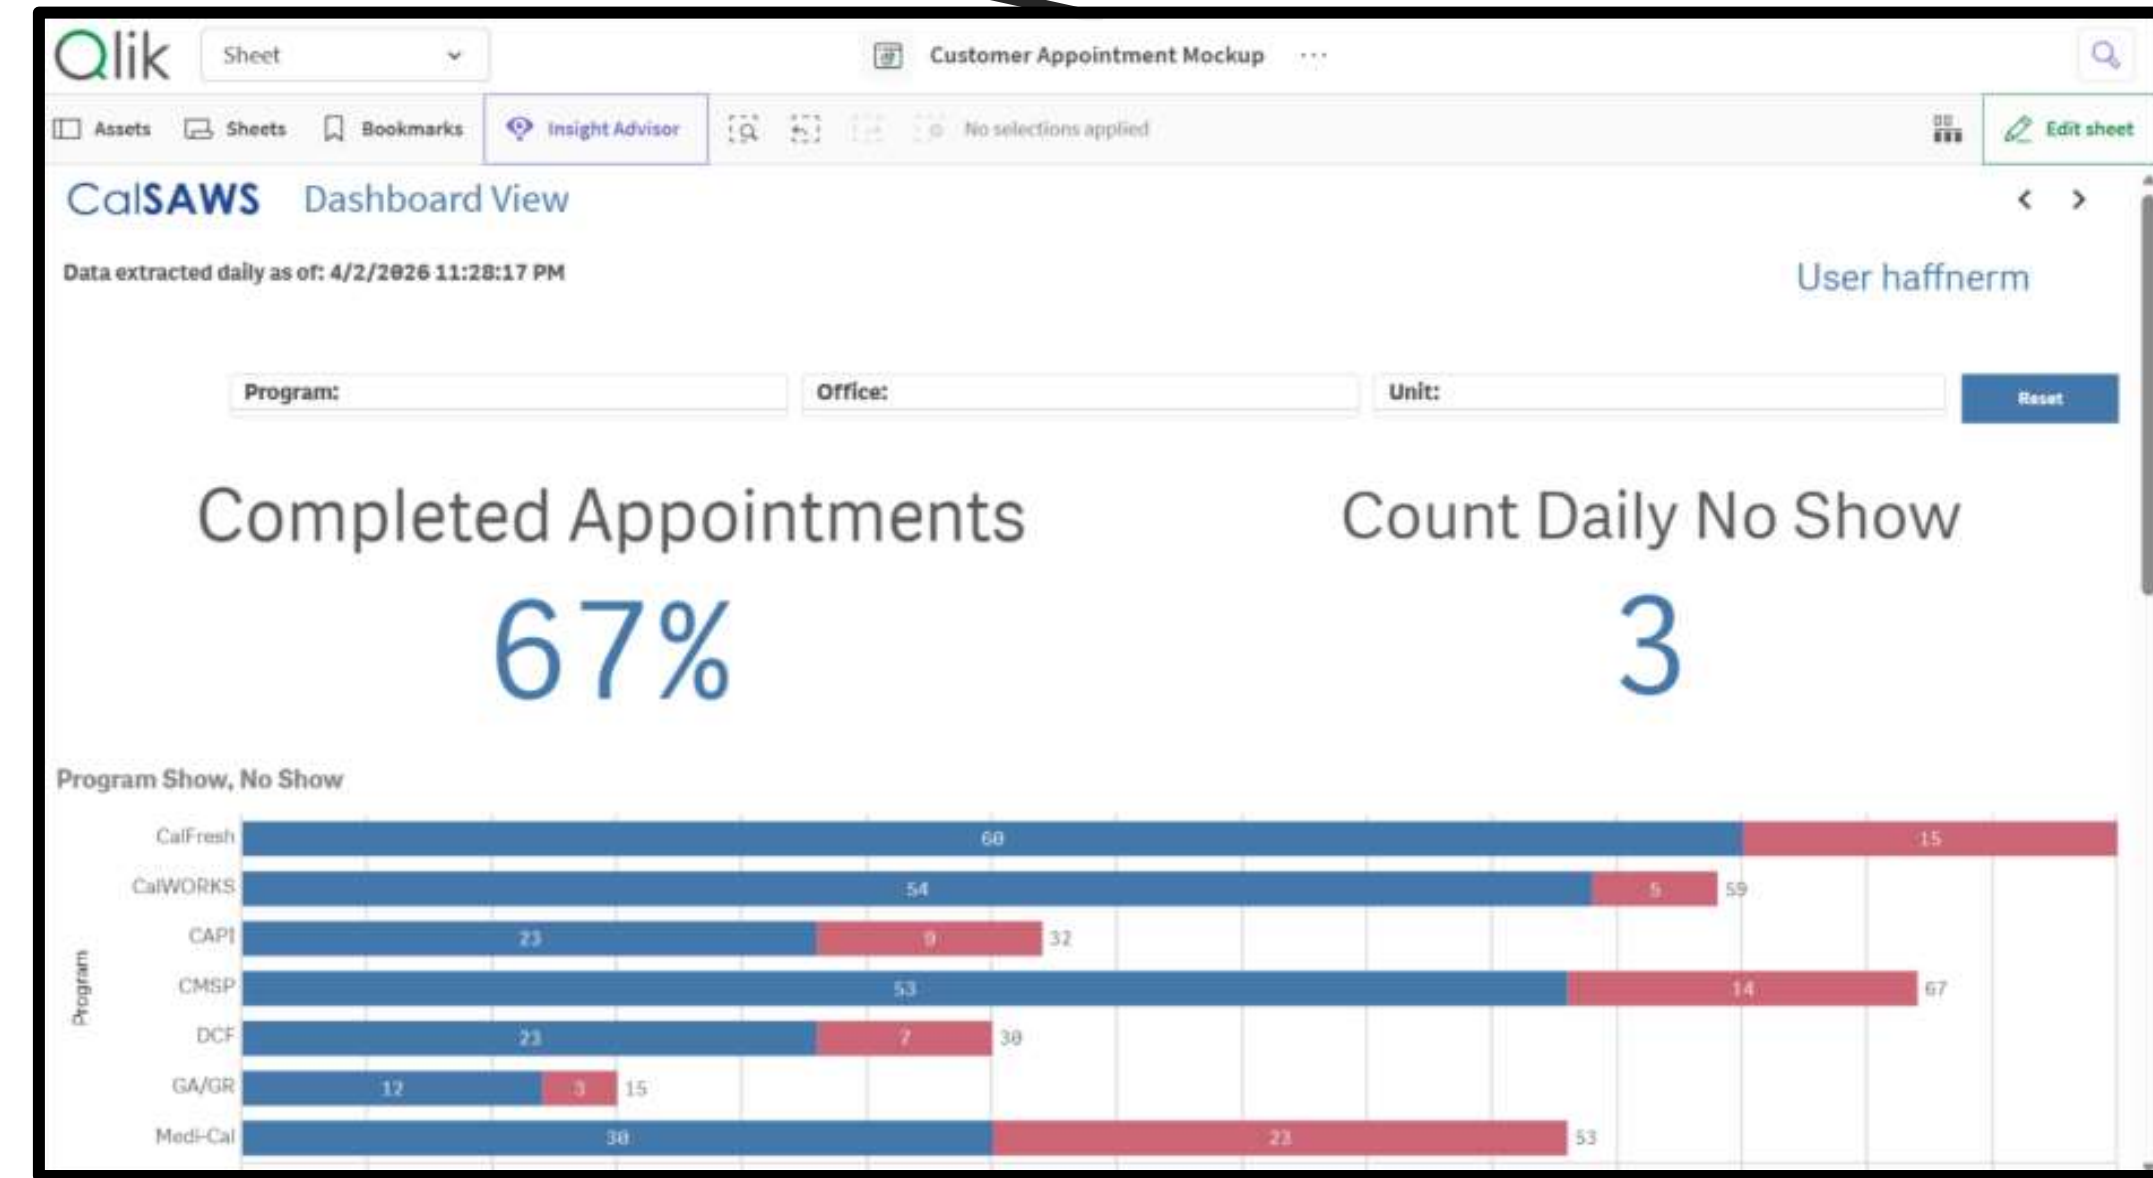 Qlik Sheet Customer Appointment Mockup ...
Assets Sheets Bookmarks Insight Advisor No selections applied Edit sheet
CalSAWS Dashboard View
Data extracted daily as of: 4/2/2026 11:28:17 PM
User haffnerm
Program: Office: Unit: Reset
Completed Appointments Count Daily No Show
67% 3
Program Show, No Show
Program
CalFresh 60 15
CalWORKS 54 5 59
CAPI 23 9 32
CMSP 53 14 67
DCF 23 7 30
GA/GR 12 3 15
Medi-Cal 30 23 53